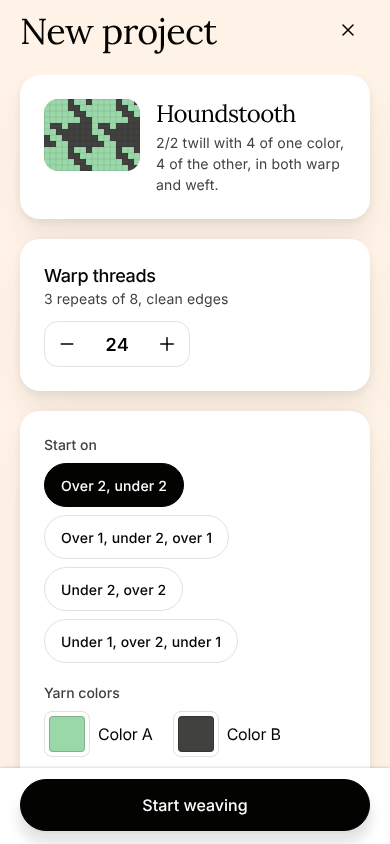 New project
Houndstooth
2/2 twill with 4 of one color,
4 of the other, in both warp
and weft.
Warp threads
3 repeats of 8, clean edges
24
Start on
Over 2, under 2
Over 1, under 2, over 1
Under 2, over 2
Under 1, over 2, under 1
Yarn colors
Color A
Color B
Start weaving